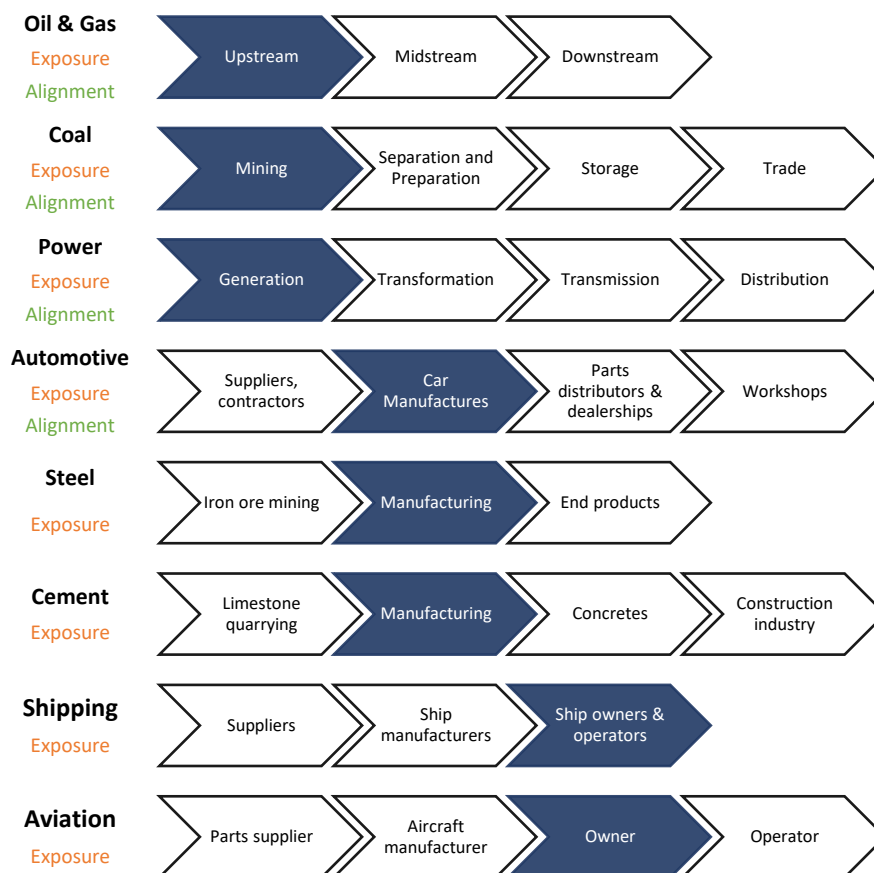 Oil & Gas
Exposure
Alignment
Upstream
Midstream
Downstream
Coal
Exposure
Alignment
Mining
Separation and
Preparation
Storage
Trade
Power
Exposure
Alignment
Generation
Transformation
Transmission
Distribution
Automotive
Exposure
Alignment
Suppliers,
contractors
Car
Manufactures
Parts
distributors &
dealerships
Workshops
Steel
Exposure
Iron ore mining
Manufacturing
End products
Cement
Exposure
Limestone
quarrying
Manufacturing
Concretes
Construction
industry
Shipping
Exposure
Suppliers
Ship
manufacturers
Ship owners &
operators
Aviation
Exposure
Parts supplier
Aircraft
manufacturer
Owner
Operator